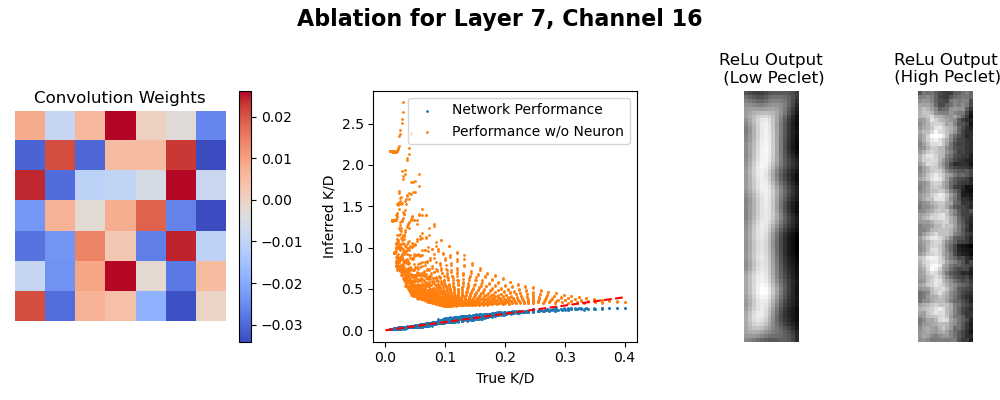 Ablation for Layer 7, Channel 16
Convolution Weights
0.02
0.01
0.00
−0.01
−0.02
−0.03
Network Performance
Performance w/o Neuron
Inferred K/D
2.5
2.0
1.5
1.0
0.5
0.0
0.0 0.1 0.2 0.3 0.4
True K/D
ReLu Output
(Low Peclet)
ReLu Output
(High Peclet)